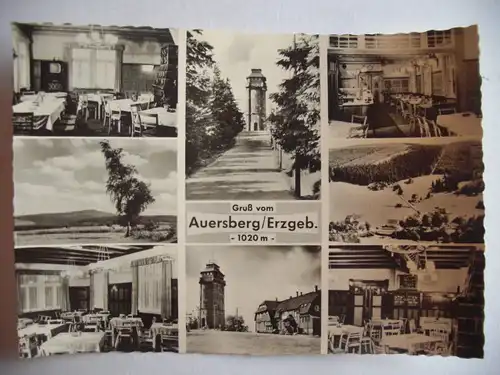 Gruß vom
Auersberg/Erzgeb.
- 1020 m -